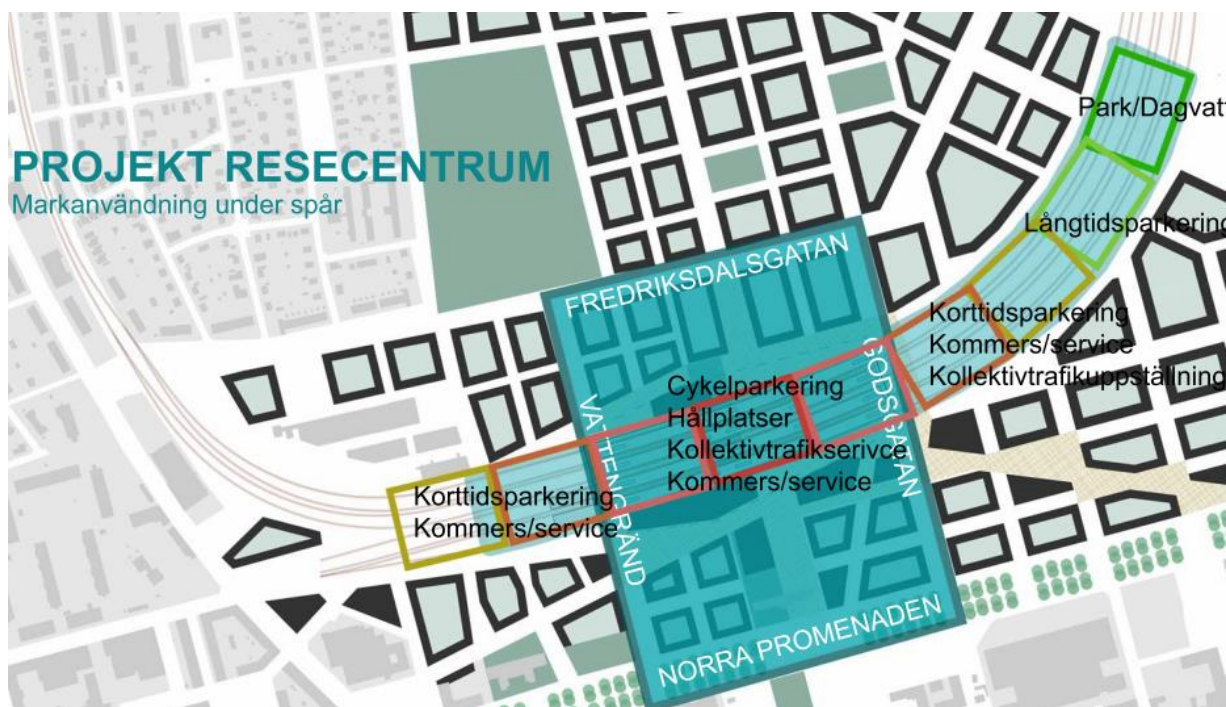 PROJEKT RESECENTRUM
Markanvändning under spår
Park/Dagvatt
Långtidsparkering
FREDRIKSDALSGATAN
GODSGATAN
Korttidsparkering
Kommers/service
Kollektivtrafikuppställning
Cykelparkering
Hållplatser
Kollektivtrafikserivce
Kommers/service
VATTENGRÄND
Korttidsparkering
Kommers/service
NORRA PROMENADEN